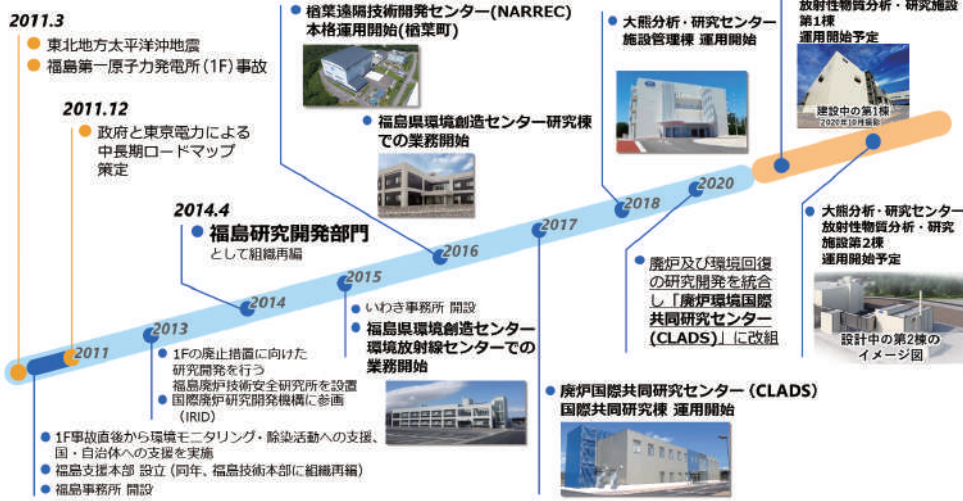 2011.3
東北地方太平洋沖地震
福島第一原子力発電所(1F)事故
2011.12
政府と東京電力による
中長期ロードマップ
策定
楢葉遠隔技術開発センター(NARREC)
本格運用開始(楢葉町)
福島県環境創造センター研究棟
での業務開始
大熊分析・研究センター
施設管理棟 運用開始
放射性物質分析・研究施設
第1棟
運用開始予定
建設中の第1棟
2020年10月撮影
2014.4
福島研究開発部門
として組織再編
2011
2013
2014
2015
2016
2017
2018
2020
1Fの廃止措置に向けた
研究開発を行う
福島廃炉技術安全研究所を設置
国際廃炉研究開発機構に参画
(IRID)
いわき事務所 開設
福島県環境創造センター
環境放射線センターでの
業務開始
廃炉及び環境回復
の研究開発を統合
し「廃炉環境国際
共同研究センター
(CLADS)」に改組
大熊分析・研究センター
放射性物質分析・研究
施設第2棟
運用開始予定
設計中の第2棟の
イメージ図
廃炉国際共同研究センター(CLADS)
国際共同研究棟 運用開始
1F事故直後から環境モニタリング・除染活動への支援、
国・自治体への支援を実施
福島支援本部 設立(同年、福島技術本部に組織再編)
福島事務所 開設